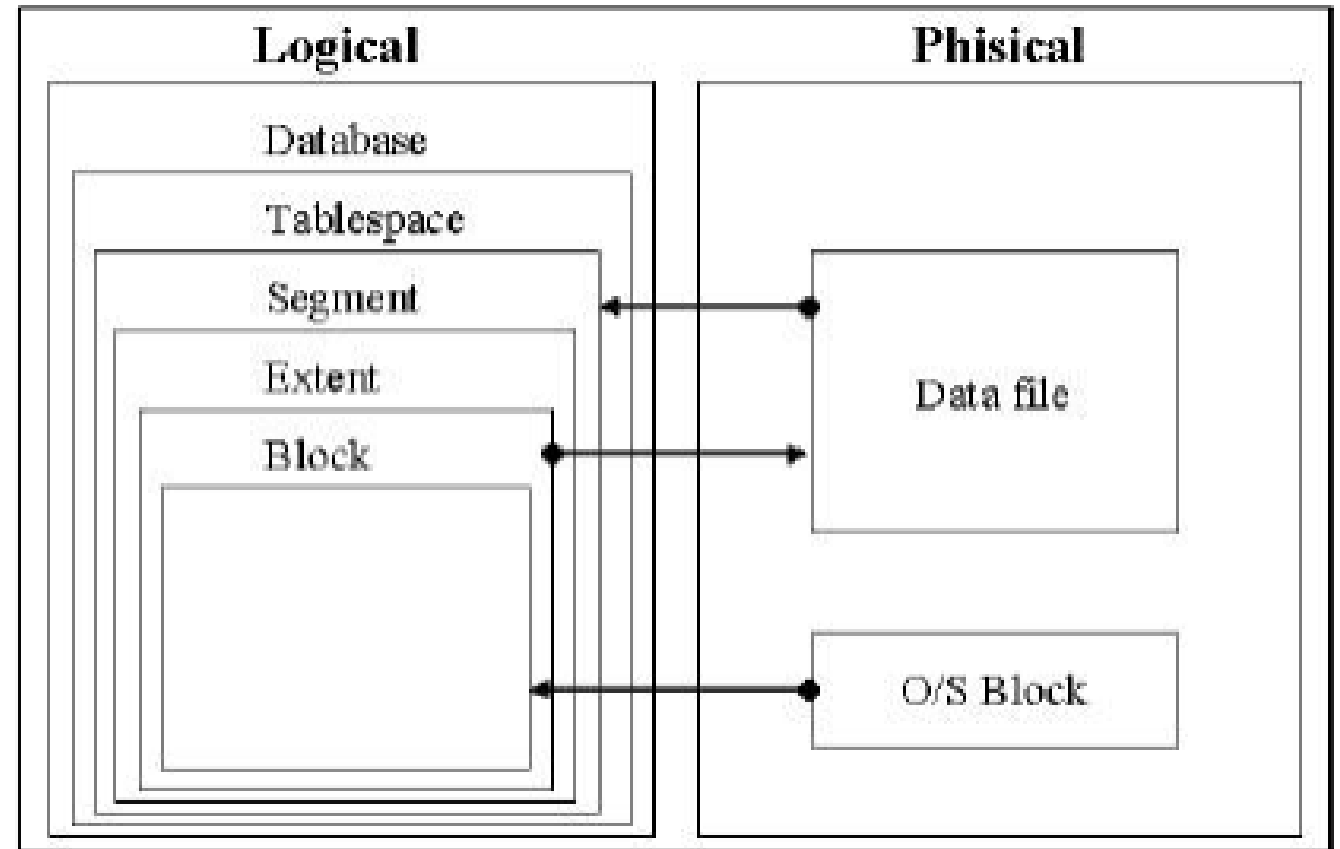 Logical
Phisical
Database
Tablespace
Segment
Extent
Block
Data file
O/S Block